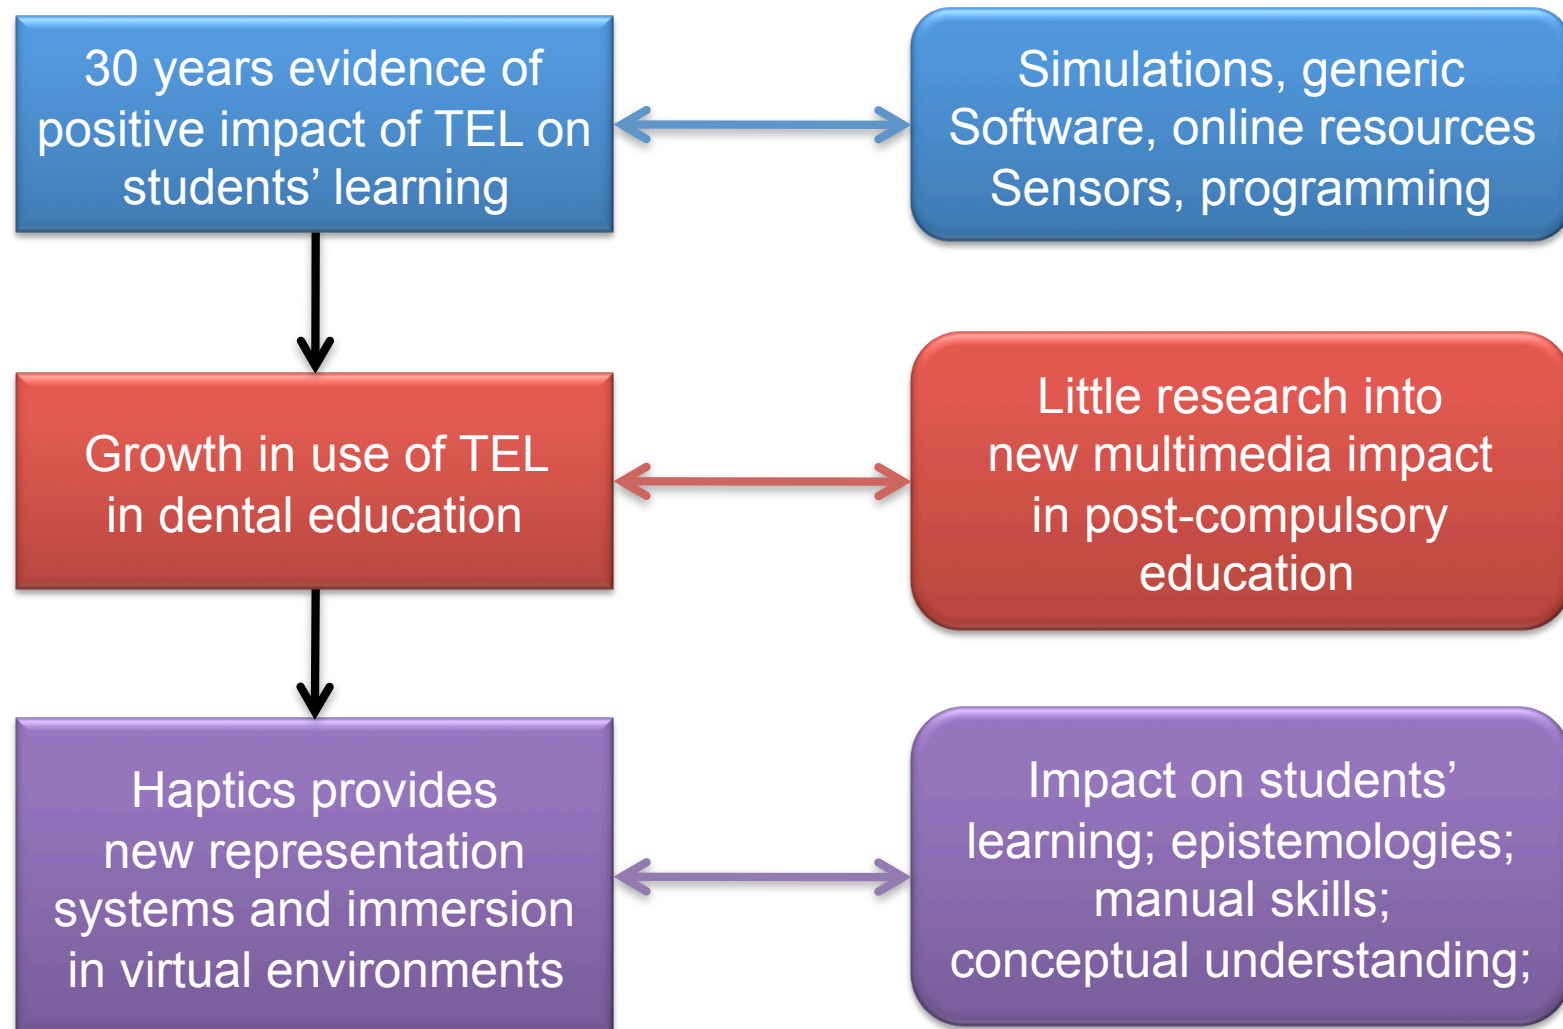 30 years evidence of
positive impact of TEL on
students’ learning
Simulations, generic
Software, online resources
Sensors, programming
Growth in use of TEL
in dental education
Little research into
new multimedia impact
in post-compulsory
education
Haptics provides
new representation
systems and immersion
in virtual environments
Impact on students’
learning; epistemologies;
manual skills;
conceptual understanding;